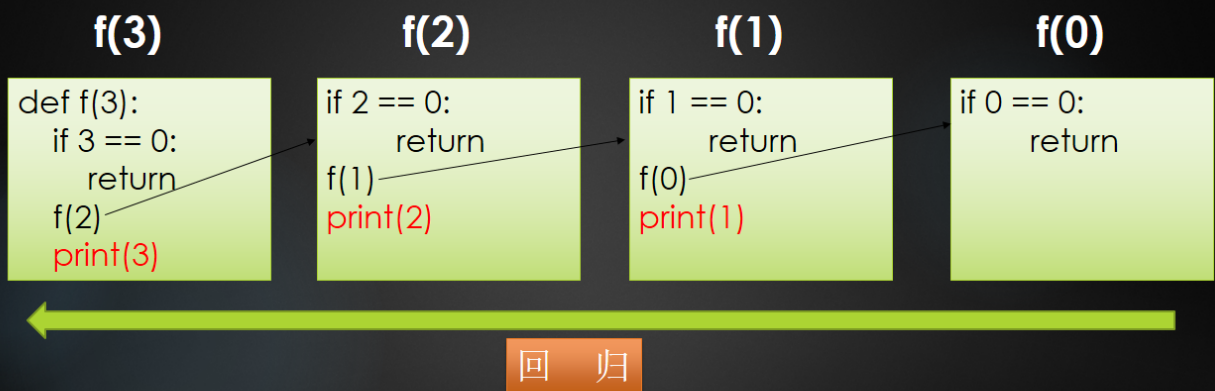 f(3)
def f(3):
if 3 == 0:
return
f(2)
print(3)
f(2)
if 2 == 0:
return
f(1)
print(2)
f(1)
if 1 == 0:
return
f(0)
print(1)
f(0)
if 0 == 0:
return
回 归